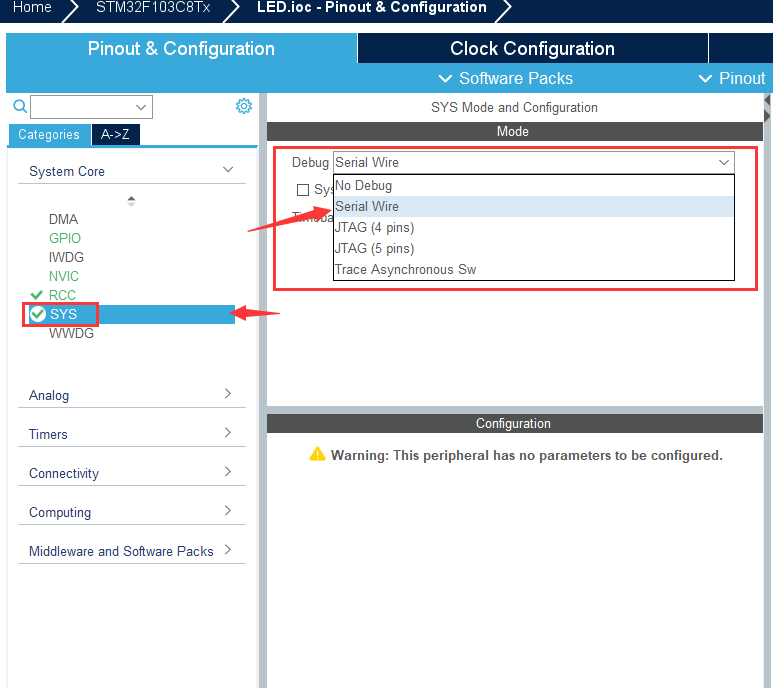 Home STM32F103C8Tx LED.ioc - Pinout & Configuration
Pinout & Configuration Clock Configuration
Software Packs Pinout
SYS Mode and Configuration
Categories A->Z
Mode
System Core
Debug Serial Wire
No Debug
Serial Wire
JTAG (4 pins)
JTAG (5 pins)
Trace Asynchronous Sw
DMA
GPIO
IWDG
NVIC
RCC
SYS
WWDG
Analog
Timers
Connectivity
Computing
Middleware and Software Packs
Configuration
Warning: This peripheral has no parameters to be configured.